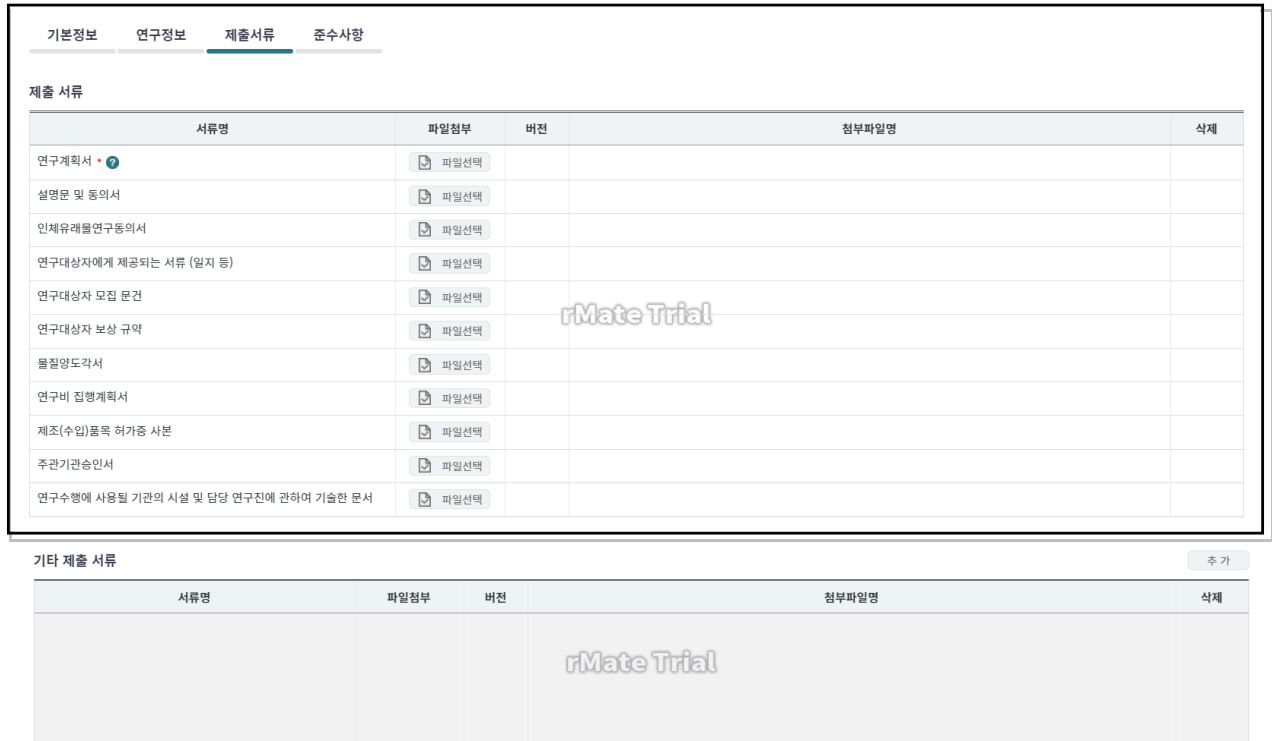 기본정보 연구정보 제출서류 준수사항
제출 서류
서류명 파일첨부 버전 첨부파일명 삭제
연구계획서 * ? 파일선택
설명문 및 동의서 파일선택
인체유래물연구동의서 파일선택
연구대상자에게 제공되는 서류 (일지 등) 파일선택
연구대상자 모집 문건 파일선택
rMate Trial
연구대상자 보상 규약 파일선택
물질양도각서 파일선택
연구비 집행계획서 파일선택
제조(수입)품목 허가증 사본 파일선택
주관기관승인서 파일선택
연구수행에 사용될 기관의 시설 및 담당 연구진에 관하여 기술한 문서 파일선택
기타 제출 서류 추 가
서류명 파일첨부 버전 첨부파일명 삭제
rMate Trial